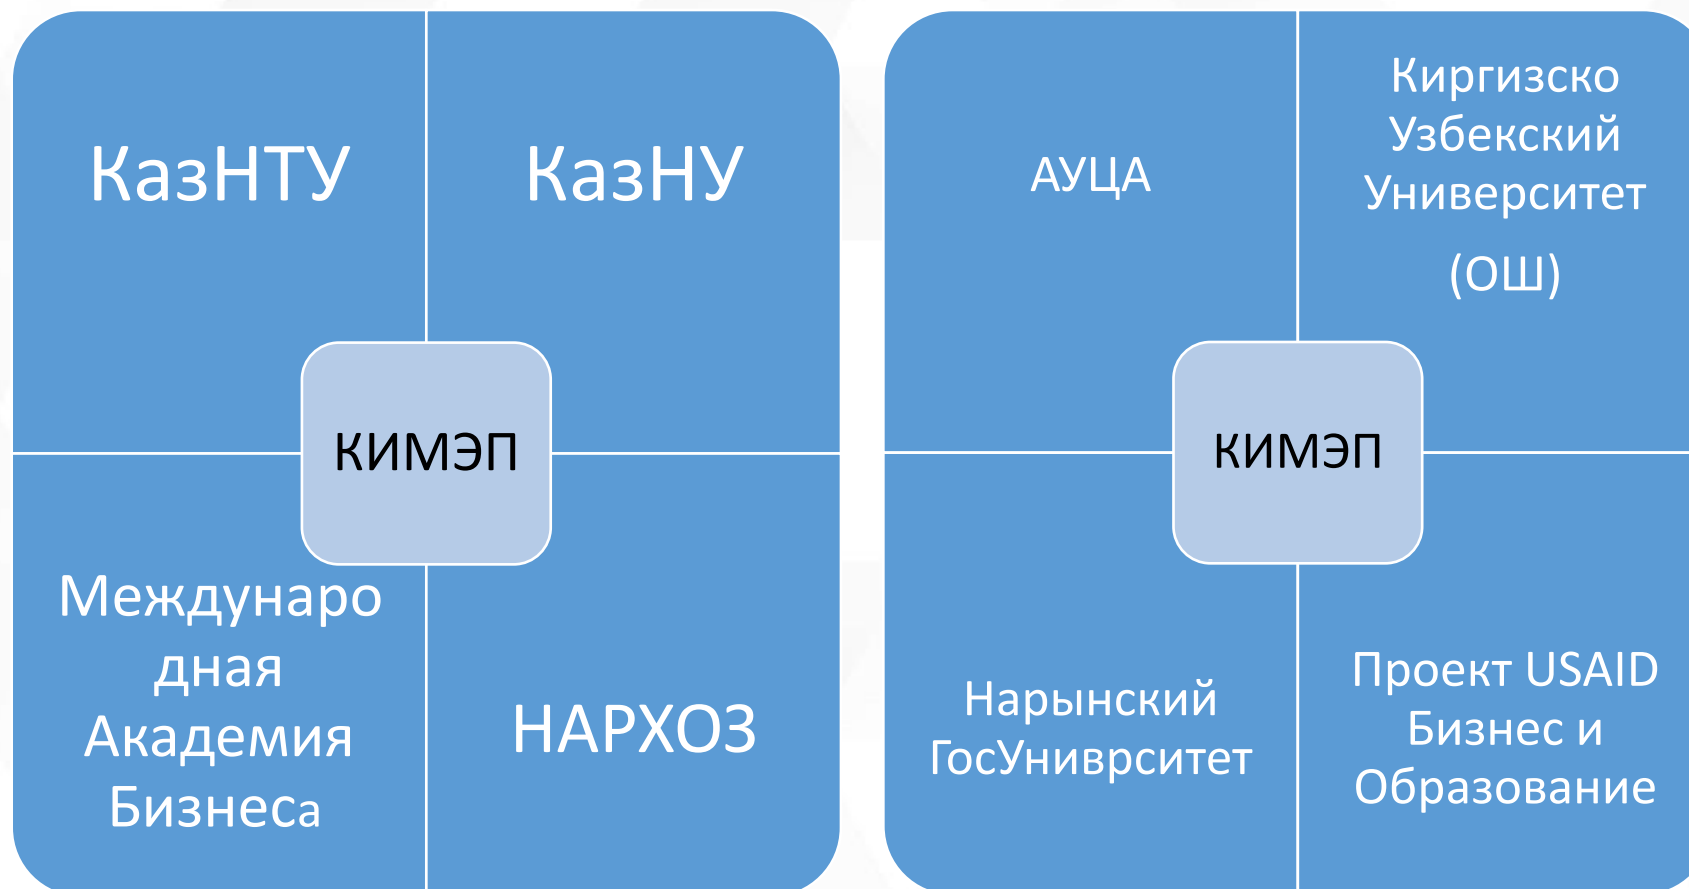 КазНТУ
КазНУ
КИМЭП
Междунаро
дная
Академия
Бизнеса
НАРХОЗ
АУЦА
Киргизско
Узбекский
Университет
(ОШ)
КИМЭП
Нарынский
ГосУниврситет
Проект USAID
Бизнес и
Образование